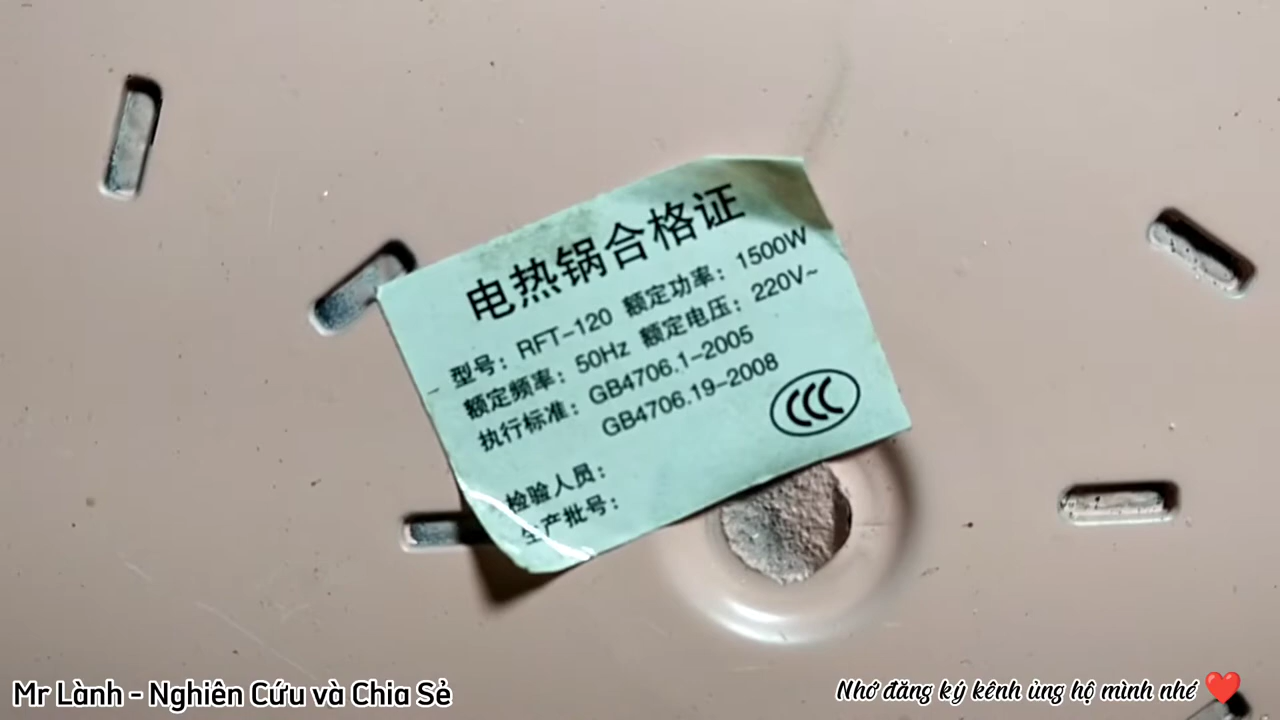 电热锅合格证
型号：RFT-120 额定功率：1500W
额定频率：50Hz 额定电压：220V~
执行标准：GB4706.1-2005
GB4706.19-2008
CCC
检验人员：
生产批号：
Mr Lành - Nghiên Cứu và Chia Sẻ
Nhớ đăng ký kênh ủng hộ mình nhé ❤️